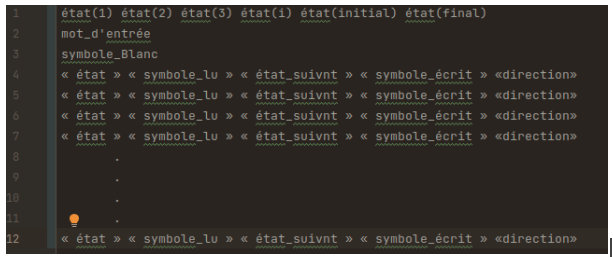 1 état(1) état(2) état(3) état(i) état(initial) état(final)
2 mot_d'entrée
3 symbole_Blanc
4 « état » « symbole_lu » « état_suivnt » « symbole_écrit » «direction»
5 « état » « symbole_lu » « état_suivnt » « symbole_écrit » «direction»
6 « état » « symbole_lu » « état_suivnt » « symbole_écrit » «direction»
7 « état » « symbole_lu » « état_suivnt » « symbole_écrit » «direction»
8 .
9 .
10 .
11 .
12 « état » « symbole_lu » « état_suivnt » « symbole_écrit » «direction»